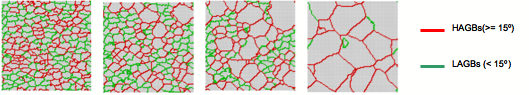 HAGBs(>= 15º)
LAGBs (< 15º)